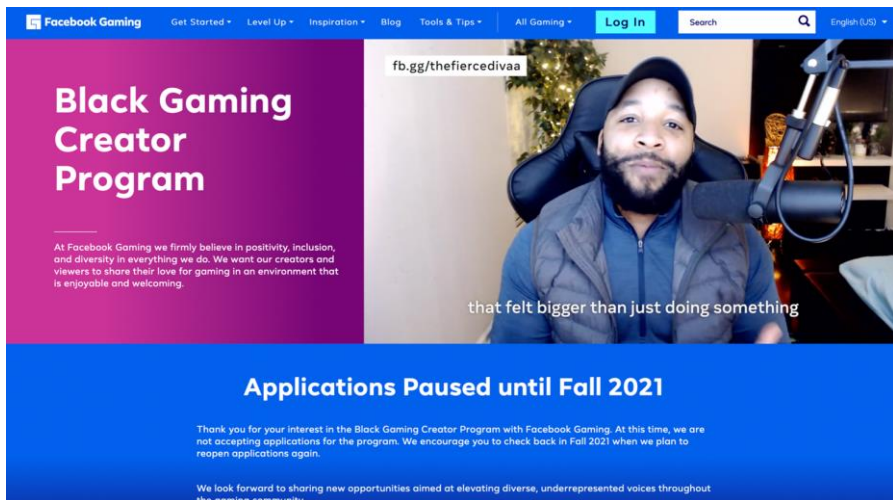 Facebook Gaming Get Started Level Up Inspiration Blog Tools & Tips All Gaming Log In Search English (US)
fb.gg/thefiercedivaa
Black Gaming
Creator
Program
At Facebook Gaming we firmly believe in positivity, inclusion,
and diversity in everything we do. We want our creators and
viewers to share their love for gaming in an environment that
is enjoyable and welcoming.
that felt bigger than just doing something
Applications Paused until Fall 2021
Thank you for your interest in the Black Gaming Creator Program with Facebook Gaming. At this time, we are
not accepting applications for the program. We encourage you to check back in Fall 2021 when we plan to
reopen applications again.
We look forward to sharing new opportunities aimed at elevating diverse, underrepresented voices throughout
the gaming community.